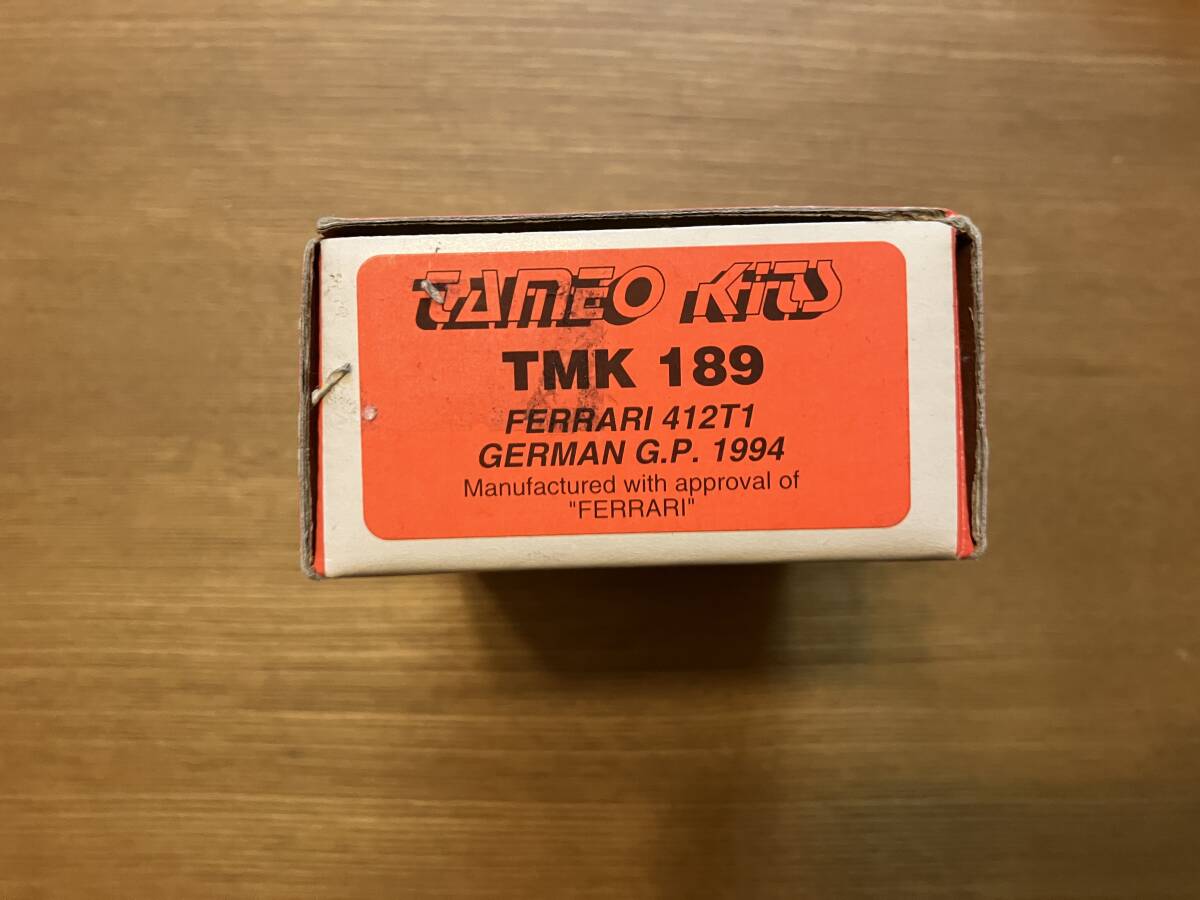 TAMEO KITS
TMK 189
FERRARI 412T1
GERMAN G.P. 1994
Manufactured with approval of
"FERRARI"